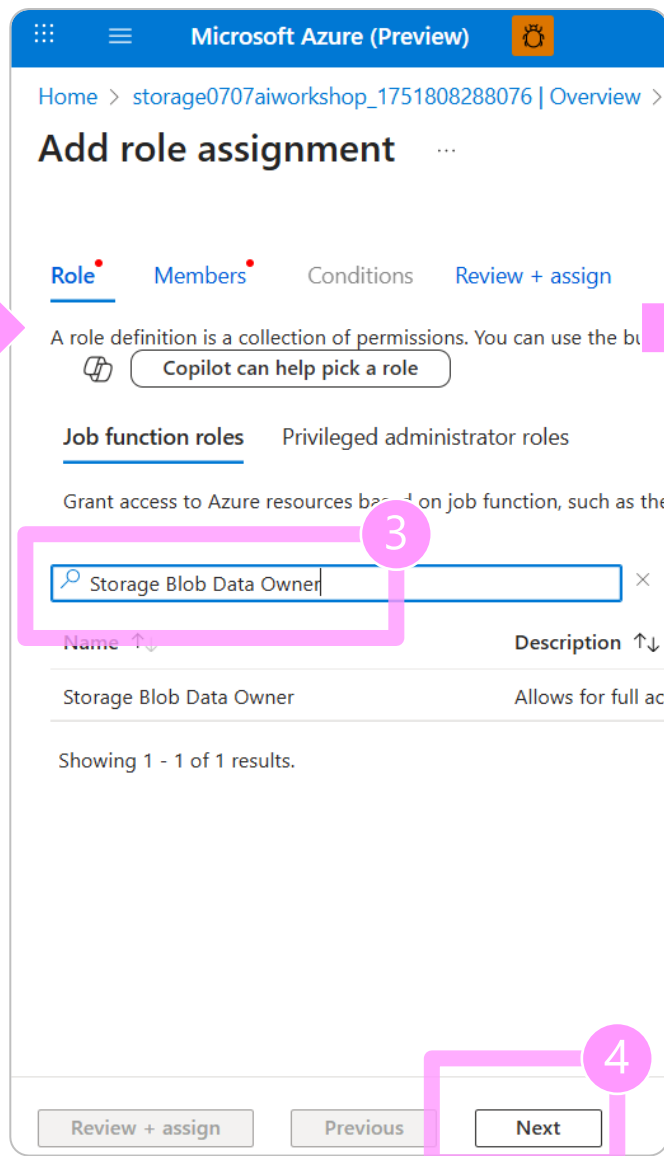 Microsoft Azure (Preview)
Home > storage0707aiworkshop_1751808288076 | Overview >
Add role assignment ...
Role Members Conditions Review + assign
A role definition is a collection of permissions. You can use the bu
Copilot can help pick a role
Job function roles Privileged administrator roles
Grant access to Azure resources based on job function, such as the
3
Storage Blob Data Owner
Name ↑↓ Description ↑↓
Storage Blob Data Owner Allows for full ac
Showing 1 - 1 of 1 results.
4
Review + assign Previous Next